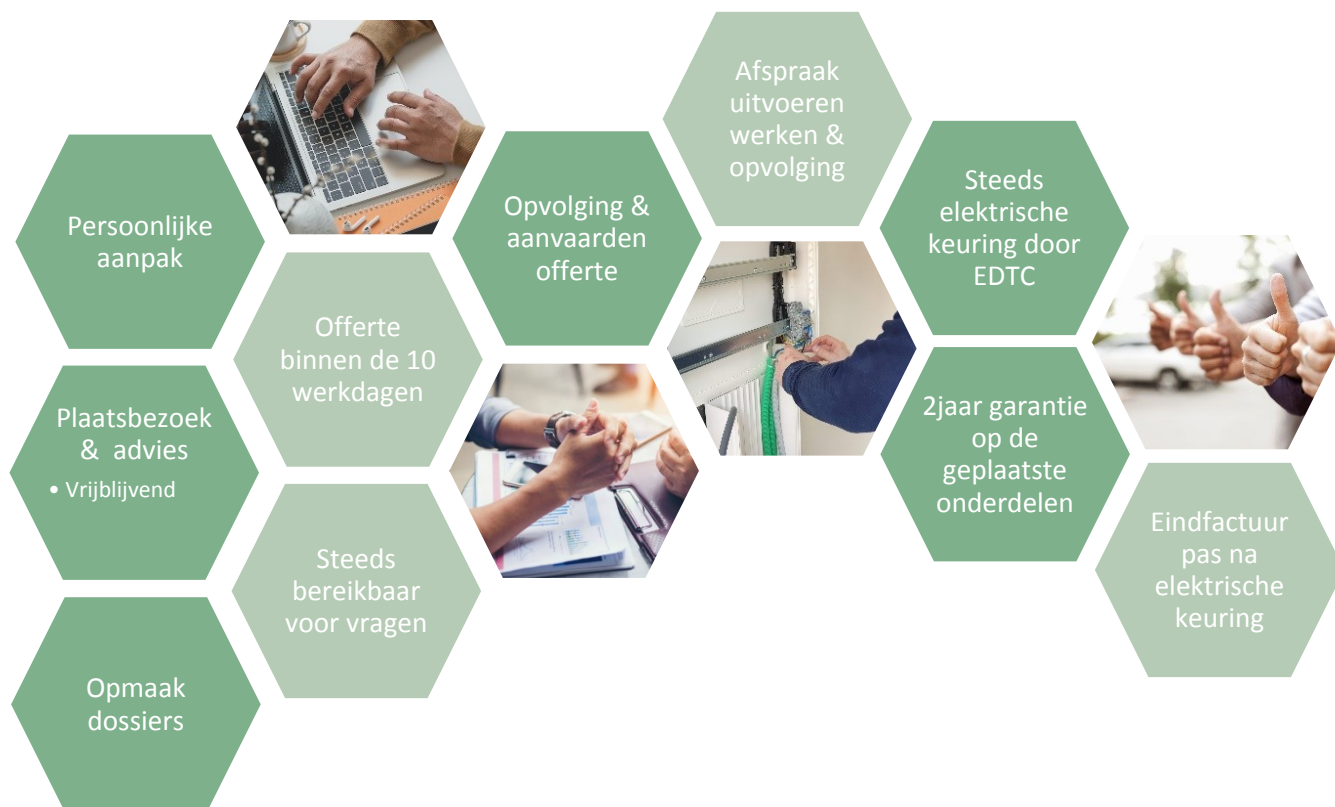 Persoonlijke
aanpak
Plaatsbezoek
& advies
• Vrijblijvend
Opmaak
dossiers
Offerte
binnen de 10
werkdagen
Steeds
bereikbaar
voor vragen
Opvolging &
aanvaarden
offerte
Afspraak
uitvoeren
werken &
opvolging
Steeds
elektrische
keuring door
EDTC
2jaar garantie
op de
geplaatste
onderdelen
Eindfactuur
pas na
elektrische
keuring